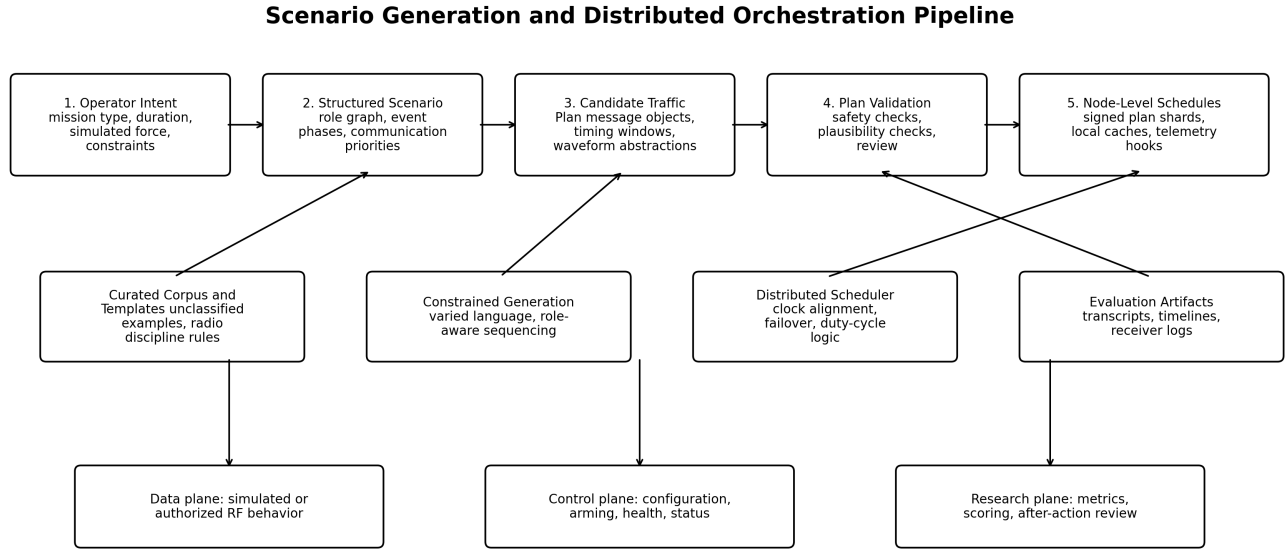 Scenario Generation and Distributed Orchestration Pipeline
1. Operator Intent
mission type, duration,
simulated force,
constraints
2. Structured Scenario
role graph, event
phases, communication
priorities
3. Candidate Traffic
Plan message objects,
timing windows,
waveform abstractions
4. Plan Validation
safety checks,
plausibility checks,
review
5. Node-Level Schedules
signed plan shards,
local caches, telemetry
hooks
Curated Corpus and
Templates unclassified
examples, radio
discipline rules
Constrained Generation
varied language, role-
aware sequencing
Distributed Scheduler
clock alignment,
failover, duty-cycle
logic
Evaluation Artifacts
transcripts, timelines,
receiver logs
Data plane: simulated or
authorized RF behavior
Control plane: configuration,
arming, health, status
Research plane: metrics,
scoring, after-action review